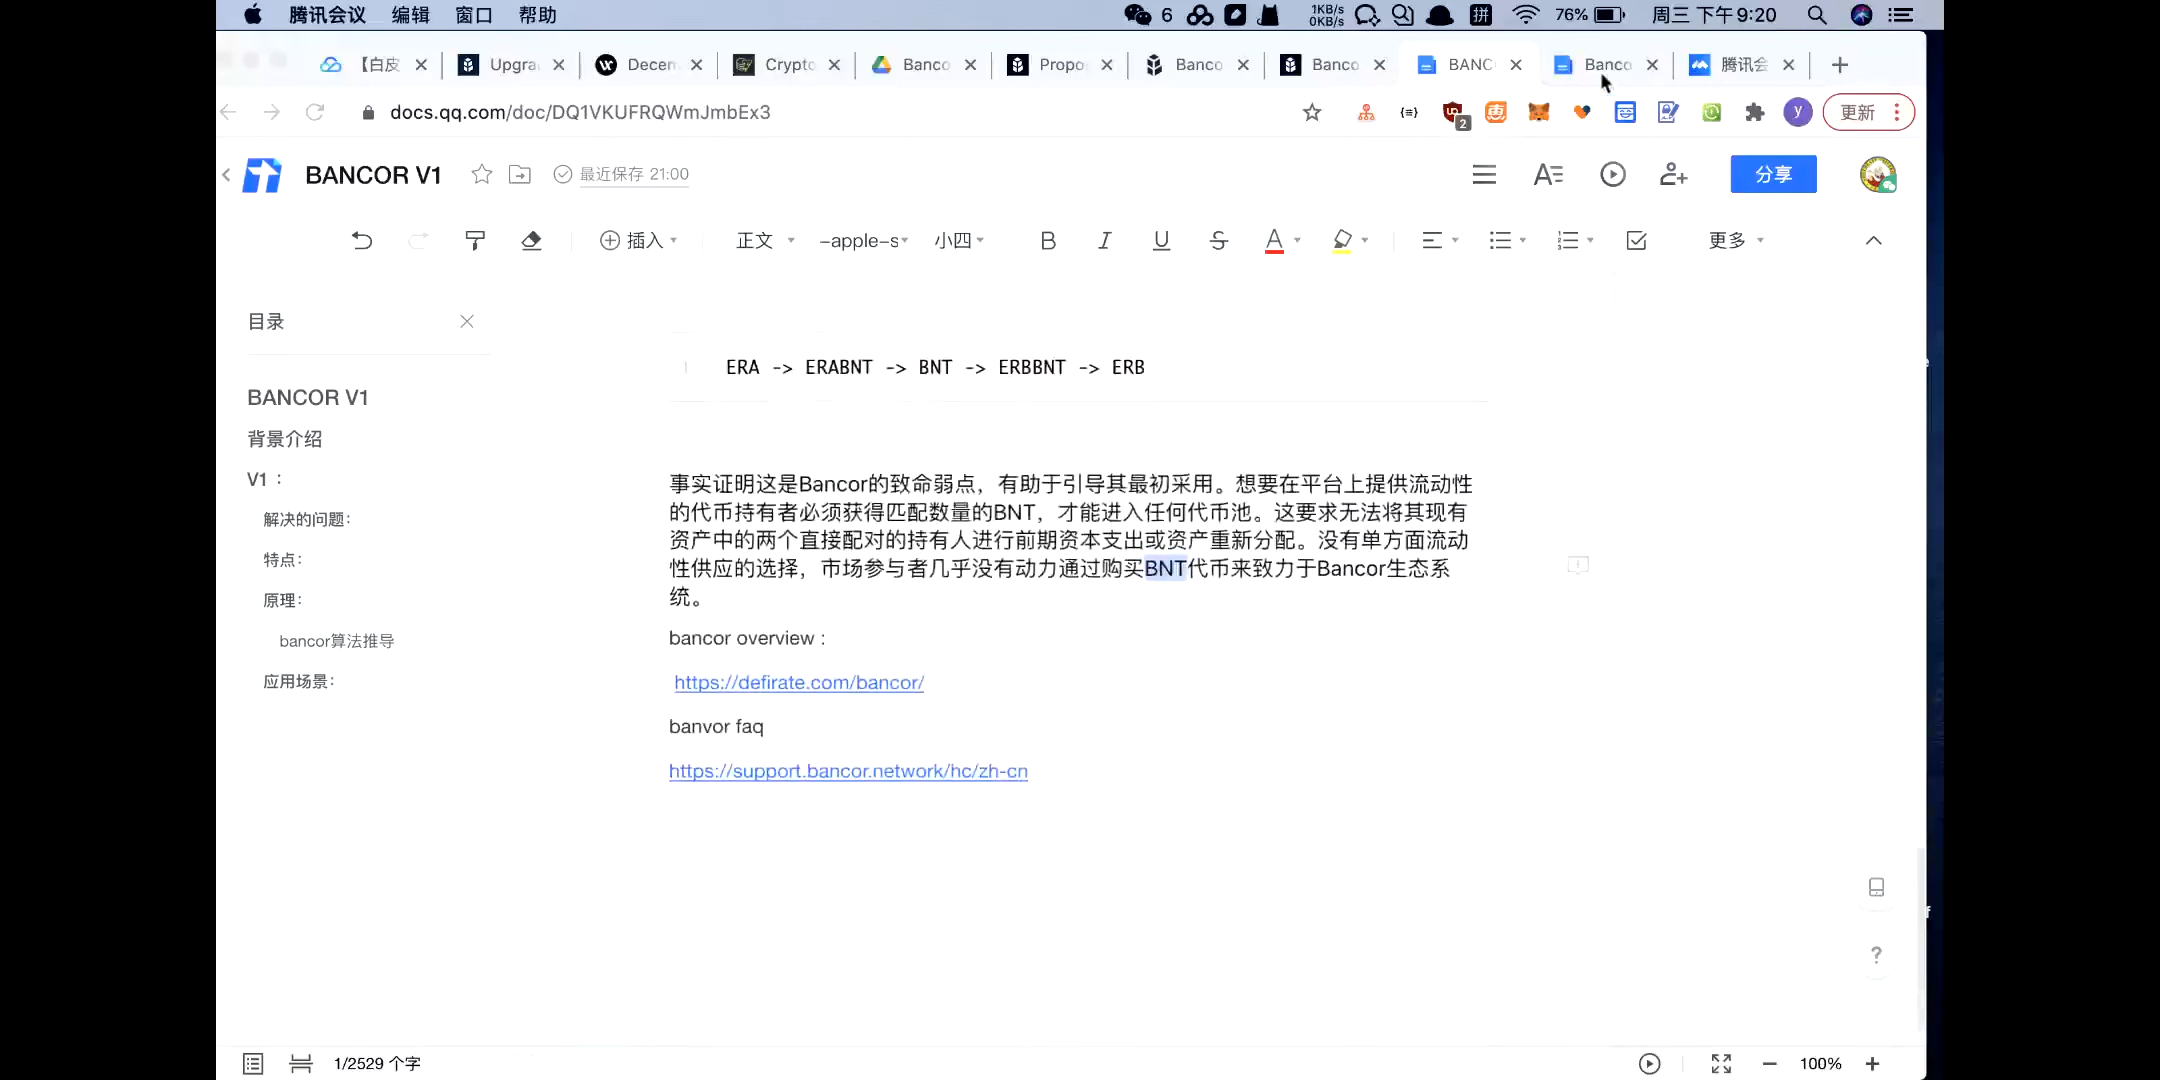 腾讯会议 编辑 窗口 帮助 6 1KB/s 0KB/s 拼 76% 周三 下午9:20
【白皮 Upgra Decen Crypto Banco Propo Banco Banco BANC Banco 腾讯会
docs.qq.com/doc/DQ1VKUFRQWmJmbEx3 2 y 更新
BANCOR V1 最近保存 21:00 分享
插入 正文 -apple-s 小四 B I U S A 更多
目录
1 ERA -> ERABNT -> BNT -> ERBBNT -> ERB
BANCOR V1
背景介绍
V1 :
解决的问题:
特点:
原理:
bancor算法推导
应用场景:
事实证明这是Bancor的致命弱点，有助于引导其最初采用。想要在平台上提供流动性
的代币持有者必须获得匹配数量的BNT，才能进入任何代币池。这要求无法将其现有
资产中的两个直接配对的持有人进行前期资本支出或资产重新分配。没有单方面流动
性供应的选择，市场参与者几乎没有动力通过购买BNT代币来致力于Bancor生态系
统。
bancor overview :
https://defirate.com/bancor/
banvor faq
https://support.bancor.network/hc/zh-cn
?
1/2529 个字 100%